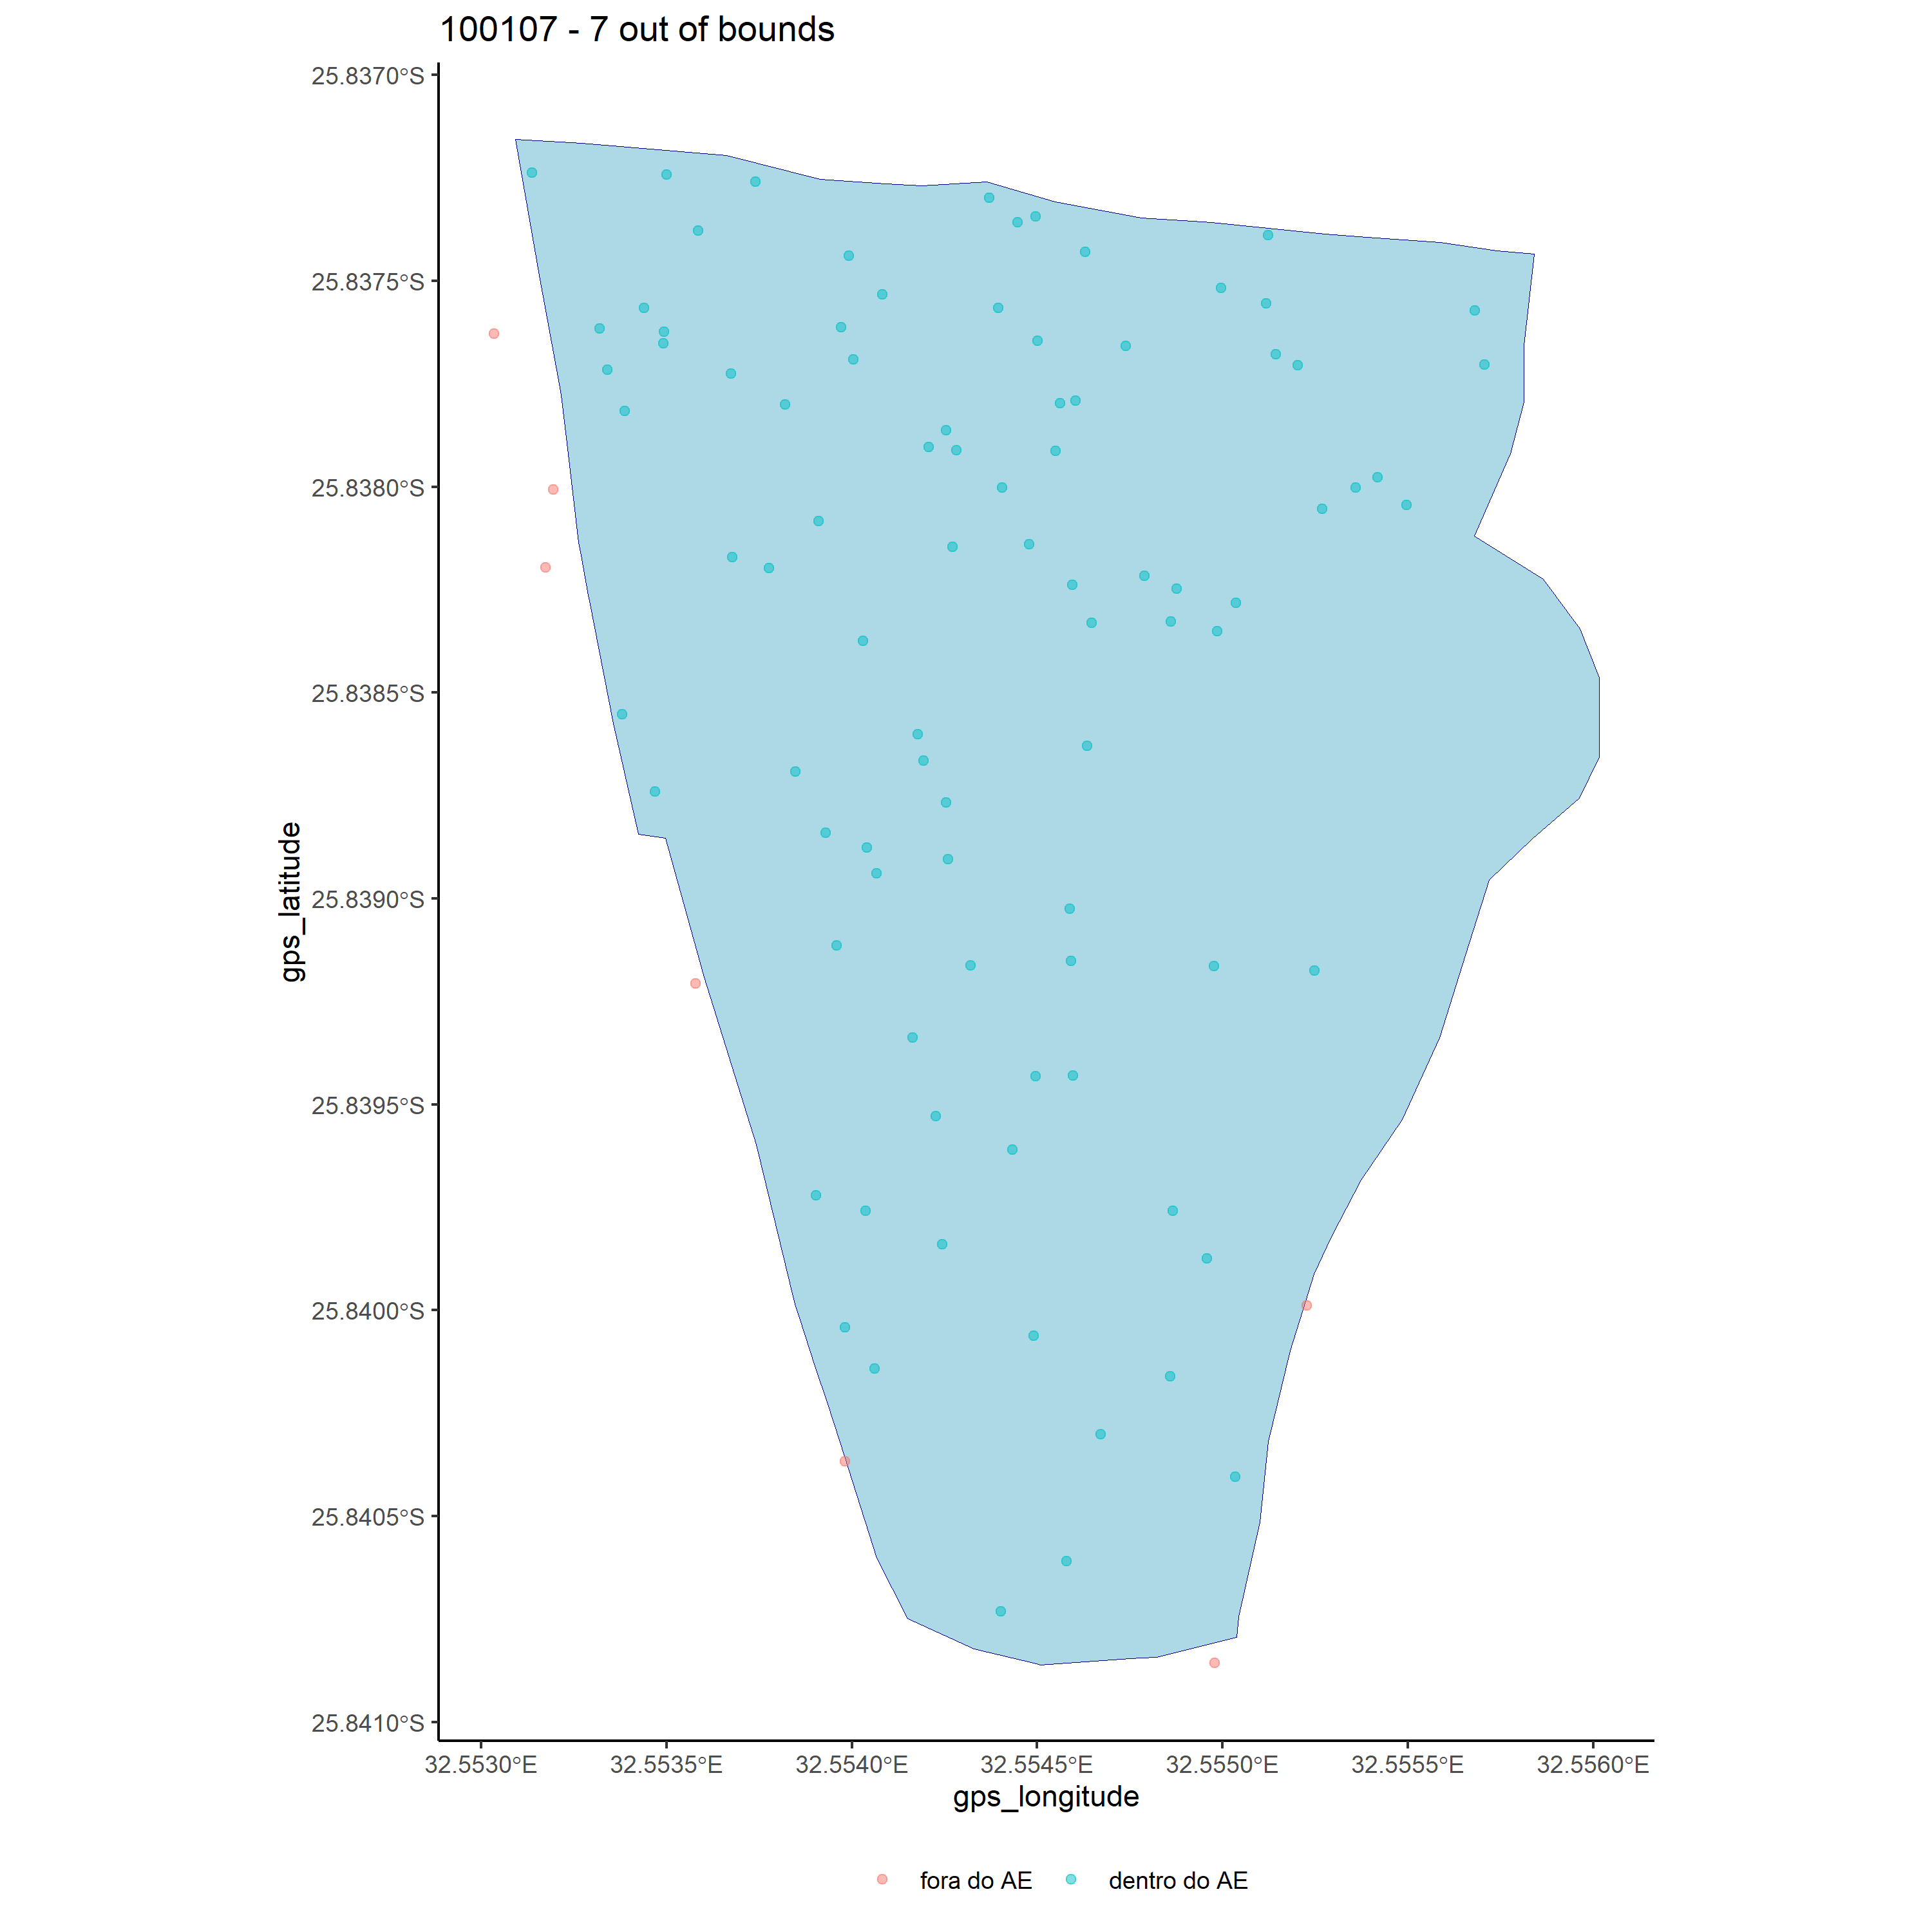 100107 - 7 out of bounds
25.8370°S
25.8375°S
25.8380°S
25.8385°S
25.8390°S
25.8395°S
25.8400°S
25.8405°S
25.8410°S
gps_latitude
32.5530°E 32.5535°E 32.5540°E 32.5545°E 32.5550°E 32.5555°E 32.5560°E
gps_longitude
fora do AE dentro do AE